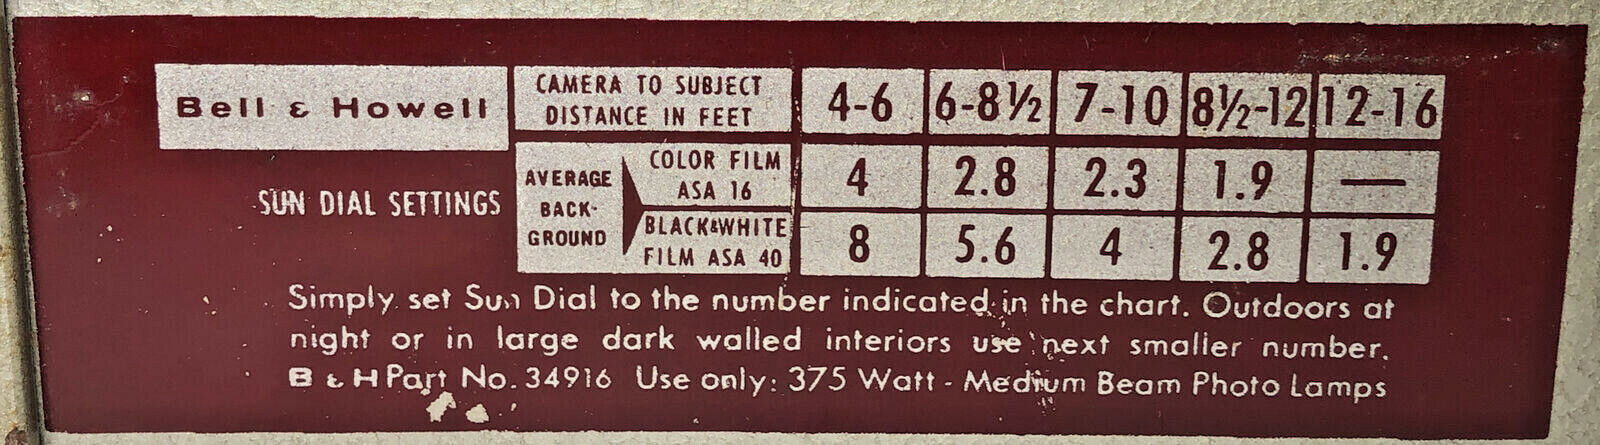 Bell & Howell
CAMERA TO SUBJECT
DISTANCE IN FEET
4-6 6-8½ 7-10 8½-12 12-16
SUN DIAL SETTINGS
AVERAGE
BACK-
GROUND
COLOR FILM
ASA 16
4 2.8 2.3 1.9 —
BLACK&WHITE
FILM ASA 40
8 5.6 4 2.8 1.9
Simply set Sun Dial to the number indicated in the chart. Outdoors at
night or in large dark walled interiors use next smaller number.
B & H Part No. 34916 Use only: 375 Watt - Medium Beam Photo Lamps